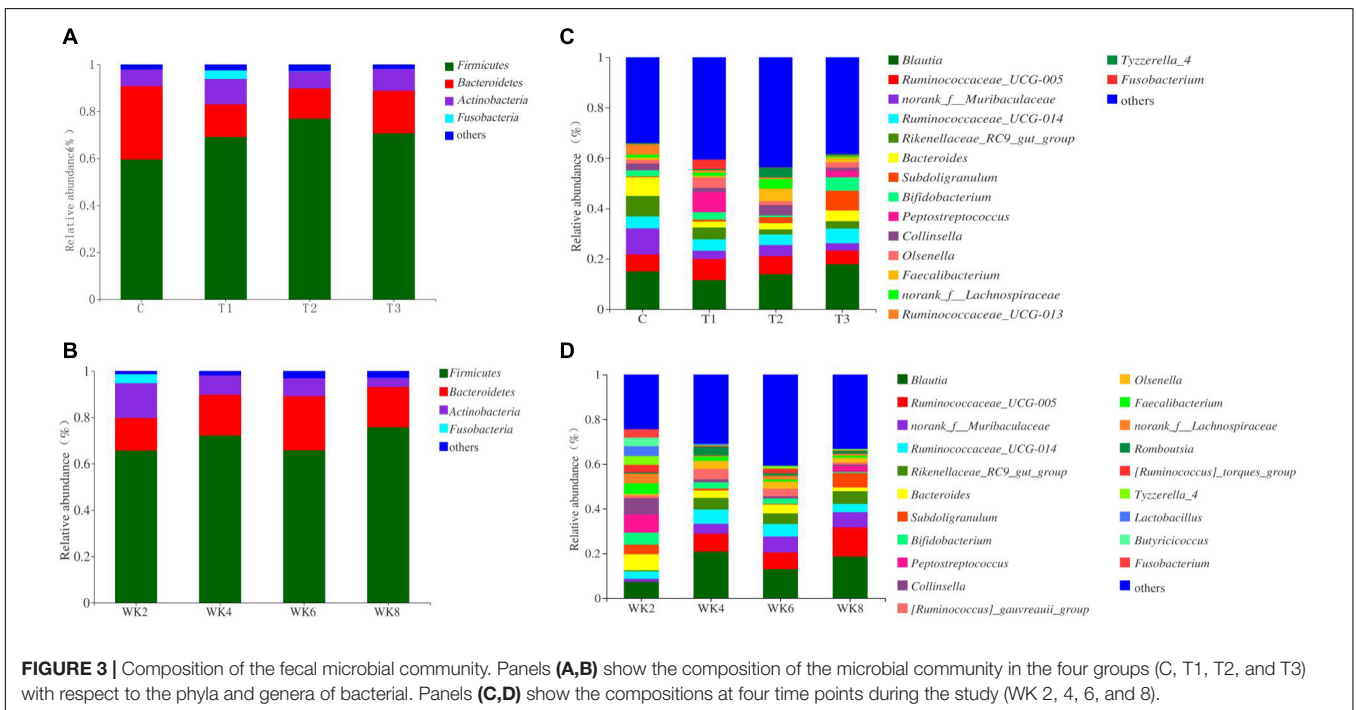 A
Relative abundance(%)
1
0.8
0.6
0.4
0.2
0
C T1 T2 T3
Firmicutes
Bacteroidetes
Actinobacteria
Fusobacteria
others
C
Relative abundance (%)
1
0.8
0.6
0.4
0.2
0
C T1 T2 T3
Blautia
Ruminococcaceae_UCG-005
norank_f__Muribaculaceae
Ruminococcaceae_UCG-014
Rikenellaceae_RC9_gut_group
Bacteroides
Subdoligranulum
Bifidobacterium
Peptostreptococcus
Collinsella
Olsenella
Faecalibacterium
norank_f__Lachnospiraceae
Ruminococcaceae_UCG-013
Tyzzerella_4
Fusobacterium
others
B
Relative abundance (%)
1
0.8
0.6
0.4
0.2
0
WK2 WK4 WK6 WK8
Firmicutes
Bacteroidetes
Actinobacteria
Fusobacteria
others
D
Relative abundance (%)
1
0.8
0.6
0.4
0.2
0
WK2 WK4 WK6 WK8
Blautia
Ruminococcaceae_UCG-005
norank_f__Muribaculaceae
Ruminococcaceae_UCG-014
Rikenellaceae_RC9_gut_group
Bacteroides
Subdoligranulum
Bifidobacterium
Peptostreptococcus
Collinsella
[Ruminococcus]_gauvreauii_group
Olsenella
Faecalibacterium
norank_f__Lachnospiraceae
Romboutsia
[Ruminococcus]_torques_group
Tyzzerella_4
Lactobacillus
Butyricicoccus
Fusobacterium
others
FIGURE 3 | Composition of the fecal microbial community. Panels (A,B) show the composition of the microbial community in the four groups (C, T1, T2, and T3)
with respect to the phyla and genera of bacterial. Panels (C,D) show the compositions at four time points during the study (WK 2, 4, 6, and 8).